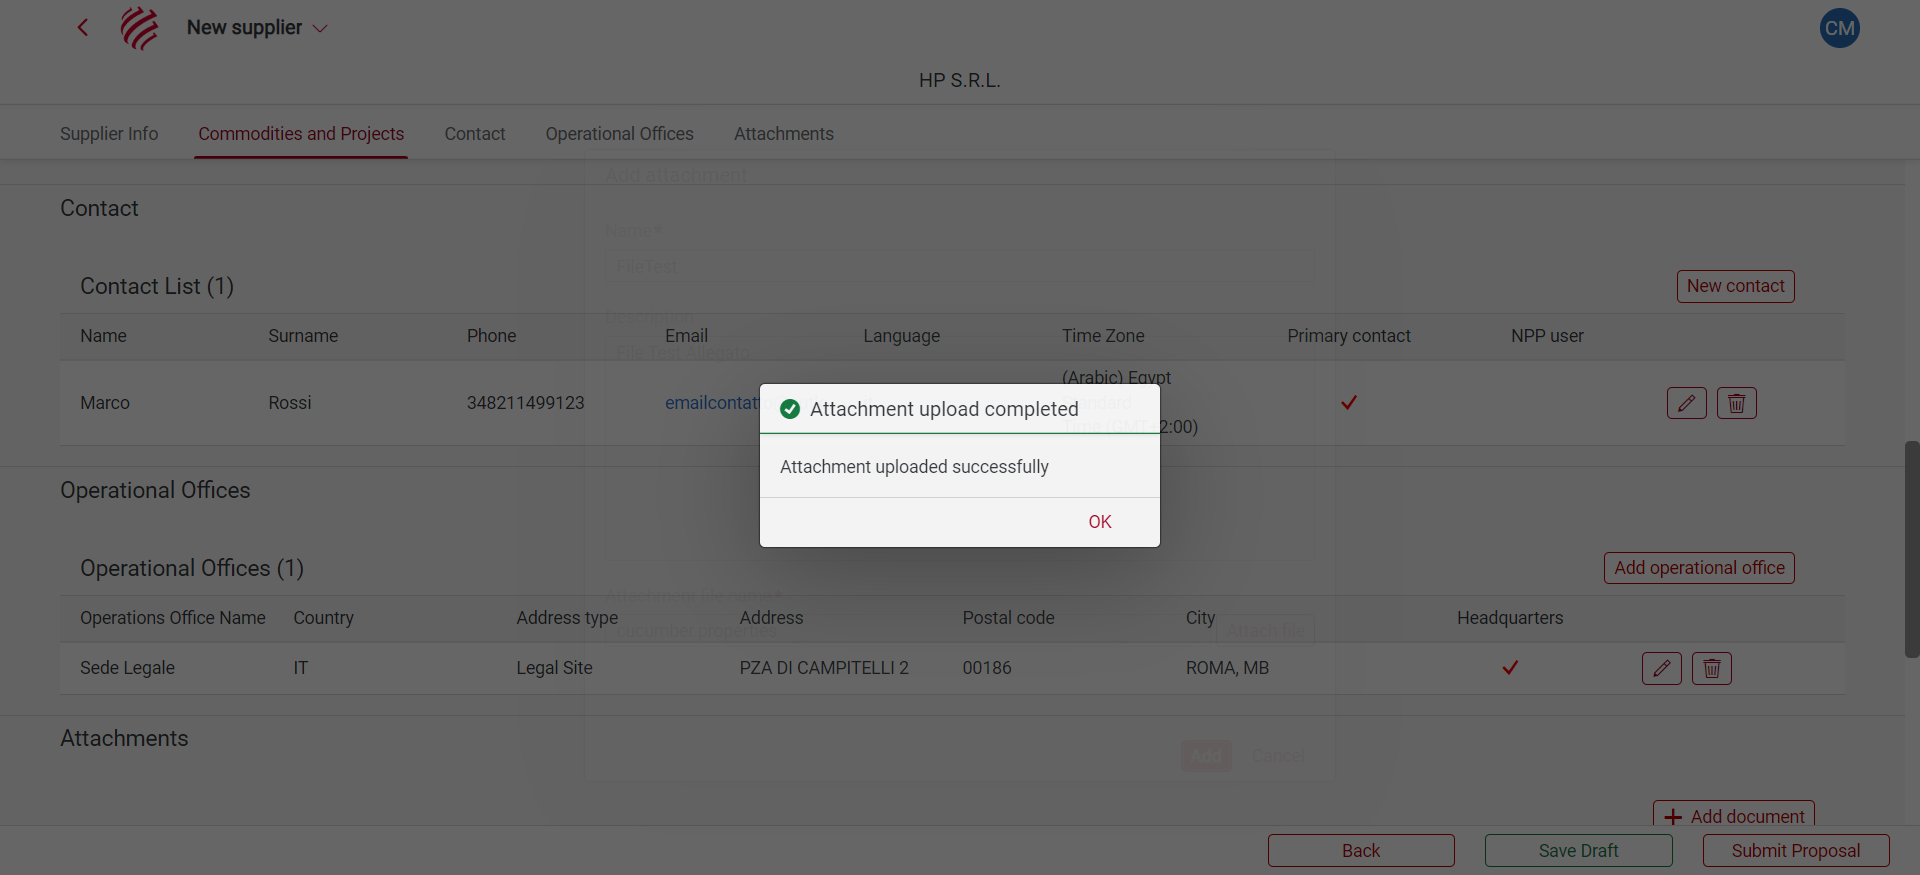 New supplier
CM
HP S.R.L.
Supplier Info Commodities and Projects Contact Operational Offices Attachments
Add attachment
Contact
Name*
FileTest
Contact List (1) New contact
Description
Name Surname Phone Email Language Time Zone Primary contact NPP user
File Test Allegato
(Arabic) Egypt
Marco Rossi 348211499123 emailcontat Standard
Time (GMT+2:00)
Attachment upload completed
Attachment uploaded successfully
OK
Operational Offices
Operational Offices (1) Add operational office
Attachment file name *
Operations Office Name Country Address type Address Postal code City Headquarters
cucumber.properties Attach file
Sede Legale IT Legal Site PZA DI CAMPITELLI 2 00186 ROMA, MB
Attachments
Add Cancel
Add document
Back Save Draft Submit Proposal